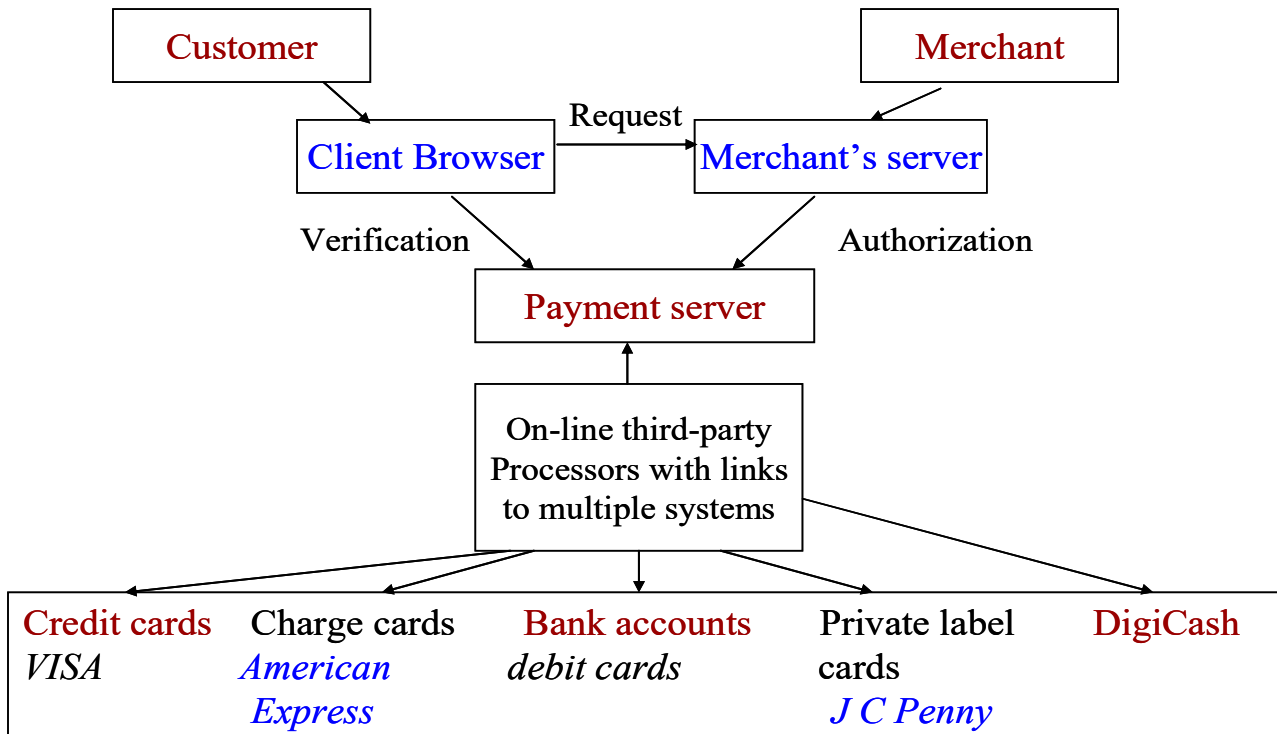 Customer
Merchant
Request
Client Browser
Merchant’s server
Verification
Authorization
Payment server
On-line third-party
Processors with links
to multiple systems
Credit cards
VISA
Charge cards
American
Express
Bank accounts
debit cards
Private label
cards
J C Penny
DigiCash